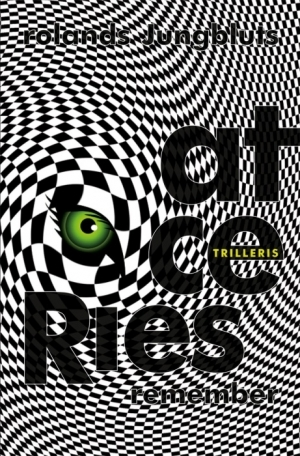 rolands Jungbluts
at
ce
TRILLERIS
Ries
remember